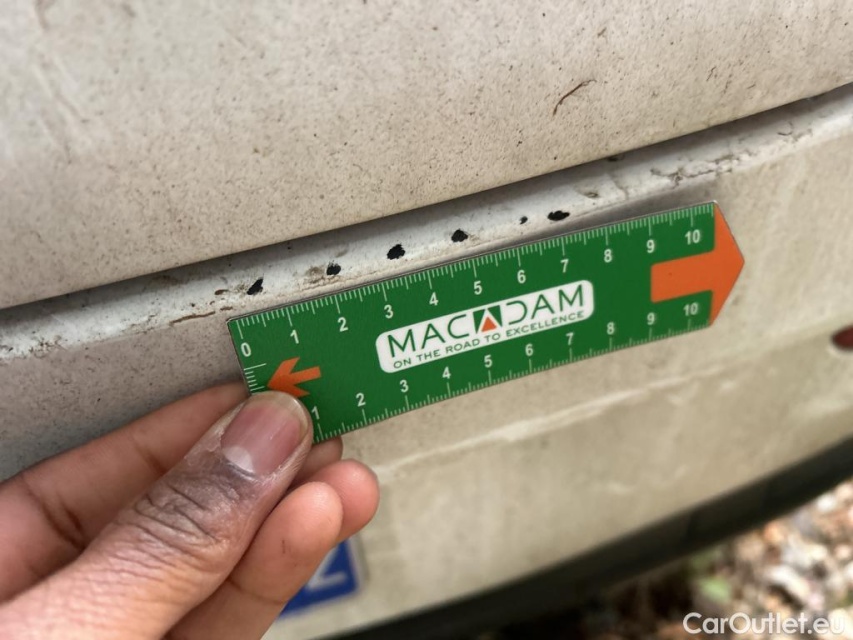 0 1 2 3 4 5 6 7 8 9 10
MACADAM
ON THE ROAD TO EXCELLENCE
1 2 3 4 5 6 7 8 9 10
CarOutlet.eu